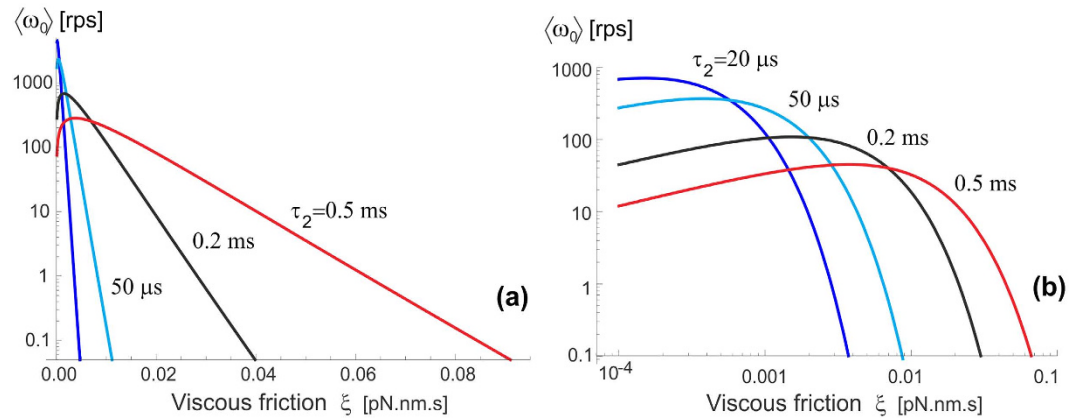 ⟨ω₀⟩ [rps]
1000
100
10
1
0.1
τ₂=0.5 ms
0.2 ms
50 µs
(a)
0.00 0.02 0.04 0.06 0.08
Viscous friction ξ [pN.nm.s]
⟨ω₀⟩ [rps]
1000
100
10
1
0.1
τ₂=20 µs
50 µs
0.2 ms
0.5 ms
(b)
10⁻⁴ 0.001 0.01 0.1
Viscous friction ξ [pN.nm.s]